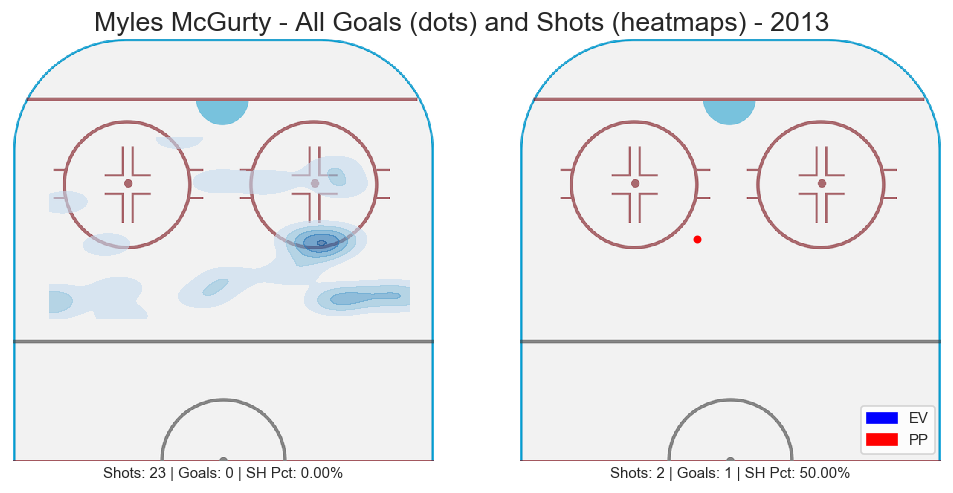 Myles McGurty - All Goals (dots) and Shots (heatmaps) - 2013
EV
PP
Shots: 23 | Goals: 0 | SH Pct: 0.00%
Shots: 2 | Goals: 1 | SH Pct: 50.00%